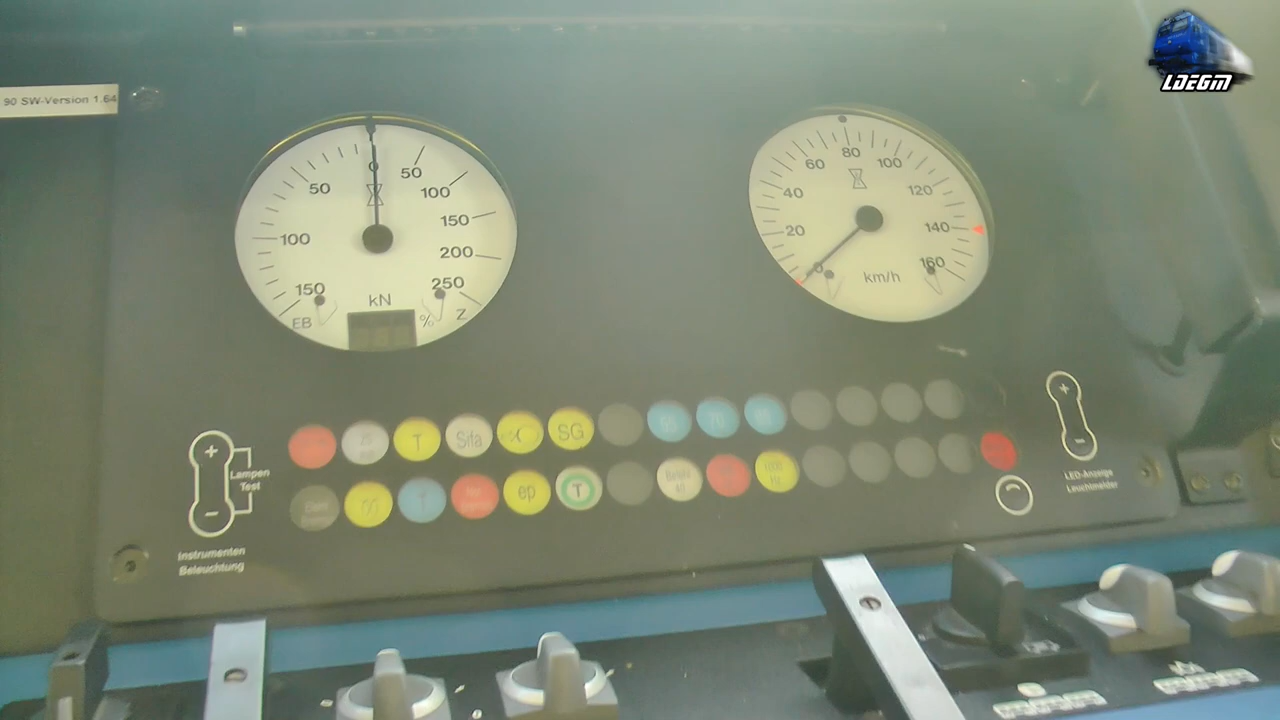 90 SW-Version 1.64
LDEGM
50 0 50
100 100
150
200
150 250
kN
EB % Z
60 80 100
40 120
20 140
0 160
km/h
T Sifa SG
T ep T
Lampen
Test
Instrumenten
Beleuchtung
LED-Anzeige
Leuchtmelder